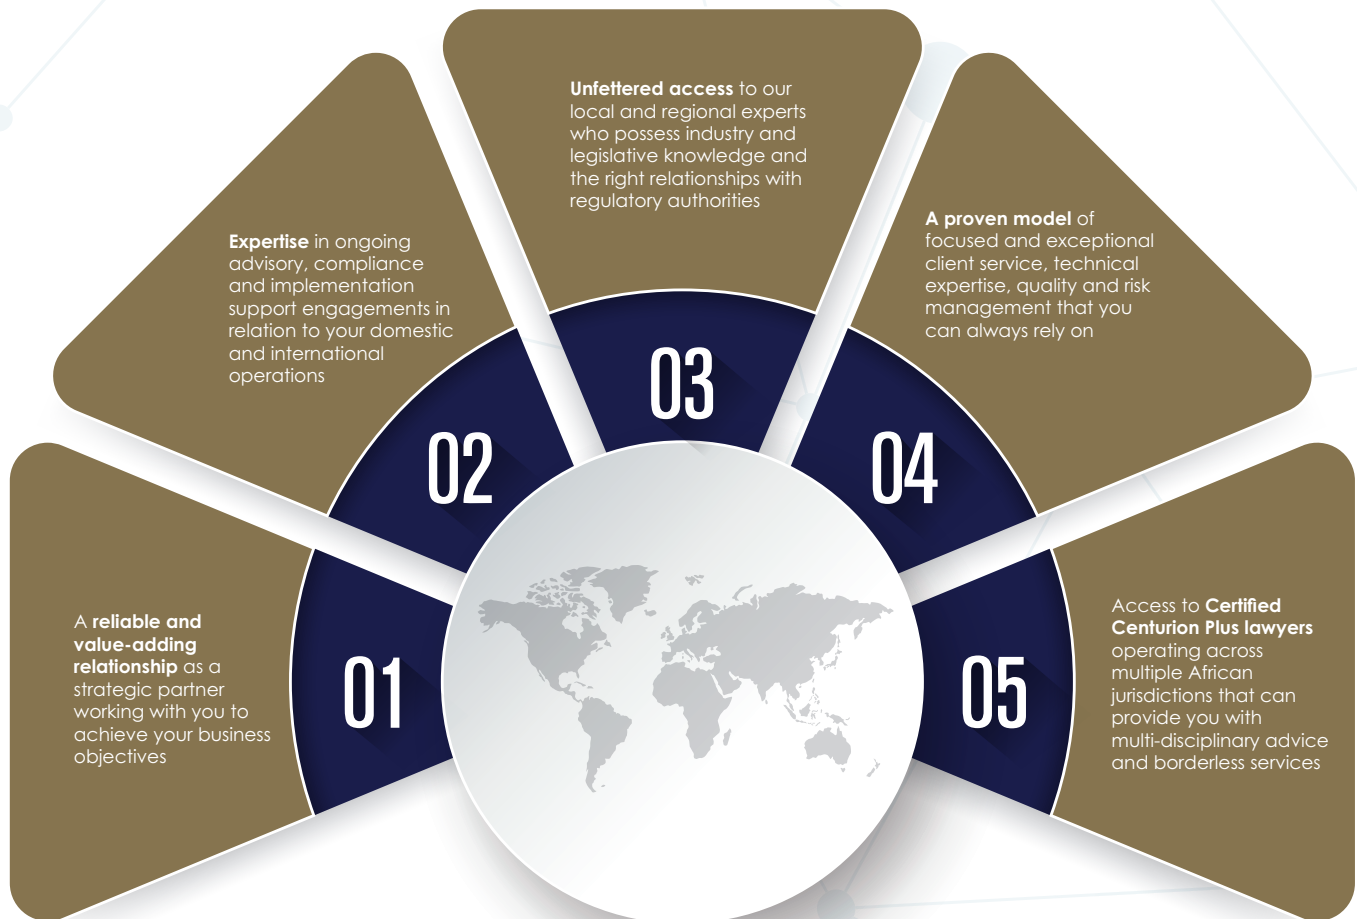 A reliable and
value-adding
relationship as a
strategic partner
working with you to
achieve your business
objectives
01
Expertise in ongoing
advisory, compliance
and implementation
support engagements in
relation to your domestic
and international
operations
02
Unfettered access to our
local and regional experts
who possess industry and
legislative knowledge and
the right relationships with
regulatory authorities
03
A proven model of
focused and exceptional
client service, technical
expertise, quality and risk
management that you
can always rely on
04
Access to Certified
Centurion Plus lawyers
operating across
multiple African
jurisdictions that can
provide you with
multi-disciplinary advice
and borderless services
05